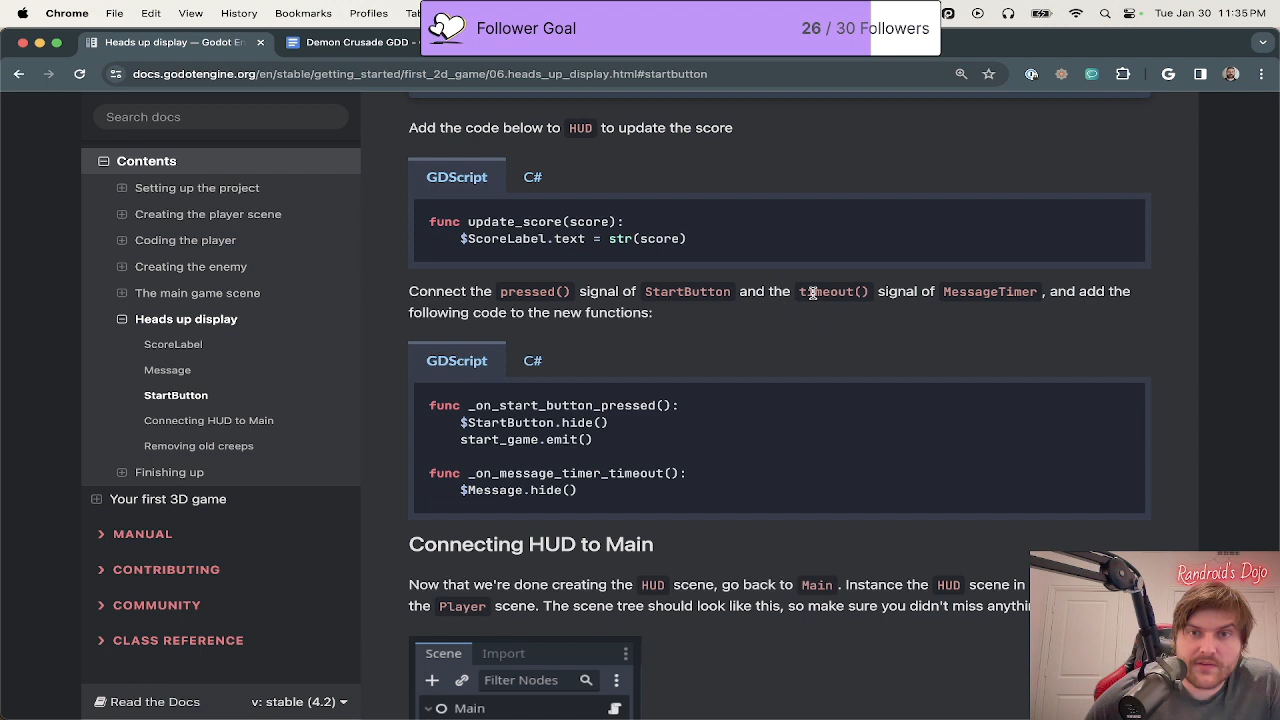 Chrome
File
Edit
View
History
Bookmarks
Profiles
Tue Jan 30 11:35 PM
Follower Goal
26 / 30 Followers
Heads up display — Godot En
Demon Crusade GDD -
docs.godotengine.org/en/stable/getting_started/first_2d_game/06.heads_up_display.html#startbutton
Search docs
Contents
Setting up the project
Creating the player scene
Coding the player
Creating the enemy
The main game scene
Heads up display
ScoreLabel
Message
StartButton
Connecting HUD to Main
Removing old creeps
Finishing up
Your first 3D game
MANUAL
CONTRIBUTING
COMMUNITY
CLASS REFERENCE
Read the Docs
v: stable (4.2)
Add the code below to HUD to update the score
GDScript C#
func update_score(score):
$ScoreLabel.text = str(score)
Connect the pressed() signal of StartButton and the timeout() signal of MessageTimer, and add the
following code to the new functions:
GDScript C#
func _on_start_button_pressed():
$StartButton.hide()
start_game.emit()
func _on_message_timer_timeout():
$Message.hide()
Connecting HUD to Main
Now that we're done creating the HUD scene, go back to Main. Instance the HUD scene in
the Player scene. The scene tree should look like this, so make sure you didn't miss anythin
Scene Import
Filter Nodes
Main
Randroid's Dojo